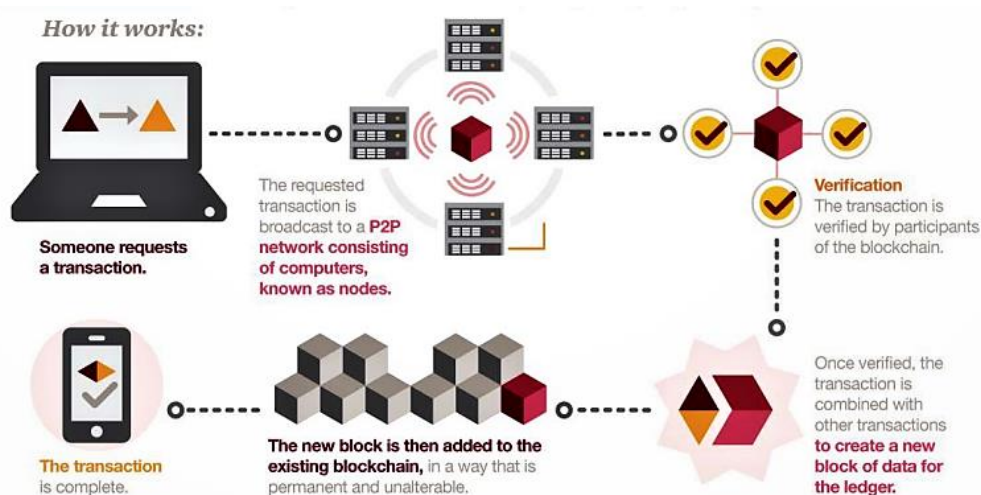 How it works:
Someone requests
a transaction.
The requested
transaction is
broadcast to a P2P
network consisting
of computers,
known as nodes.
Verification
The transaction is
verified by participants
of the blockchain.
Once verified, the
transaction is
combined with
other transactions
to create a new
block of data for
the ledger.
The new block is then added to the
existing blockchain, in a way that is
permanent and unalterable.
The transaction
is complete.